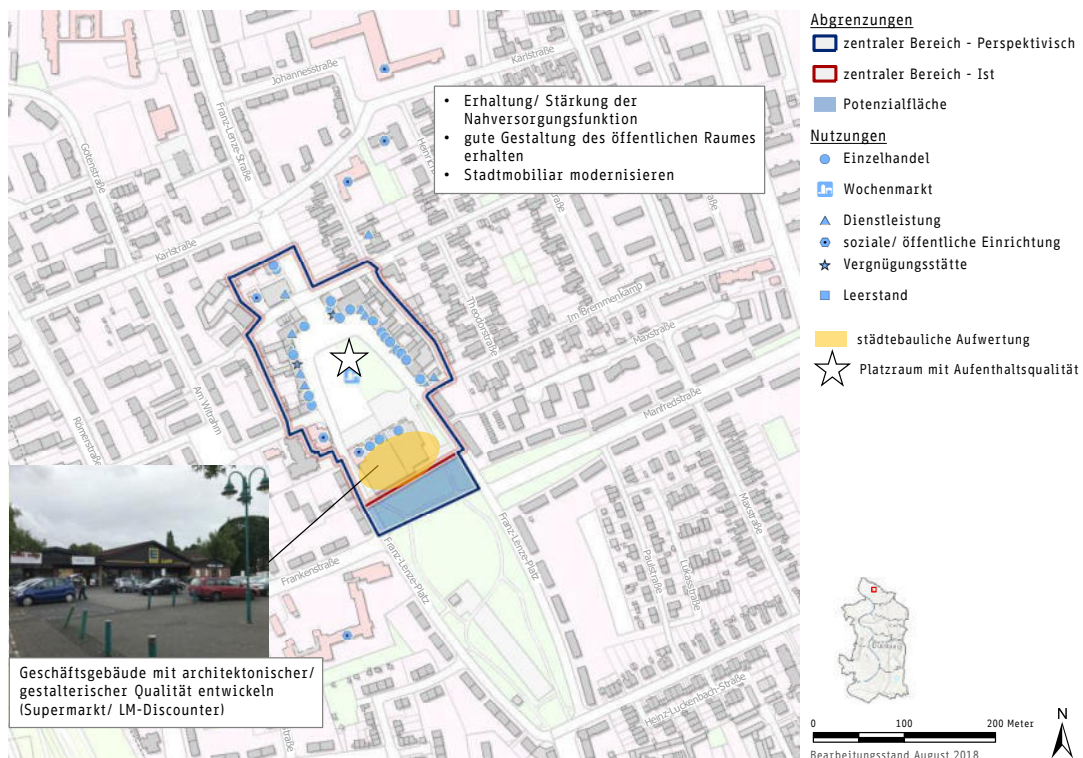 Abgrenzungen
zentraler Bereich - Perspektivisch
zentraler Bereich - Ist
Potenzialfläche
Nutzungen
Einzelhandel
Wochenmarkt
Dienstleistung
soziale/ öffentliche Einrichtung
Vergnügungsstätte
Leerstand
städtebauliche Aufwertung
Platzraum mit Aufenthaltsqualität
• Erhaltung/ Stärkung der
Nahversorgungsfunktion
• gute Gestaltung des öffentlichen Raumes
erhalten
• Stadtmobiliar modernisieren
Karlstraße
Johannesstraße
Franz-Lenze-Straße
Gotenstraße
Karlstraße
Theodorstraße
Im Bremmenkamp
Maxstraße
Am Witrahm
Römerstraße
Manfredstraße
Maxstraße
Franz-Lenze-Platz
Frankenstraße
Franz-Lenze-Platz
Paulstraße
Lukasstraße
Heinz-Luckenbach-Straße
Geschäftsgebäude mit architektonischer/
gestalterischer Qualität entwickeln
(Supermarkt/ LM-Discounter)
Duisburg
0 100 200 Meter
N
Bearbeitungsstand August 2018